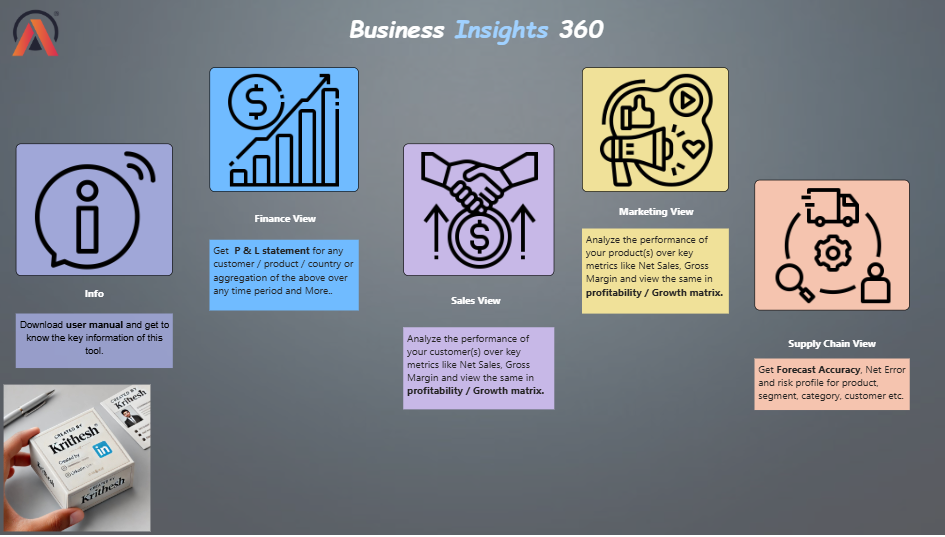 Business Insights 360
Info
Download user manual and get to
know the key information of this
tool.
Finance View
Get P & L statement for any
customer / product / country or
aggregation of the above over
any time period and More..
Sales View
Analyze the performance of
your customer(s) over key
metrics like Net Sales, Gross
Margin and view the same in
profitability / Growth matrix.
Marketing View
Analyze the performance of
your product(s) over key
metrics like Net Sales, Gross
Margin and view the same in
profitability / Growth matrix.
Supply Chain View
Get Forecast Accuracy, Net Error
and risk profile for product,
segment, category, customer etc.
CREATED BY
Krithesh
CREATED BY
Krithesh
Created by
in
Krithesh
CREATED BY
Krithesh